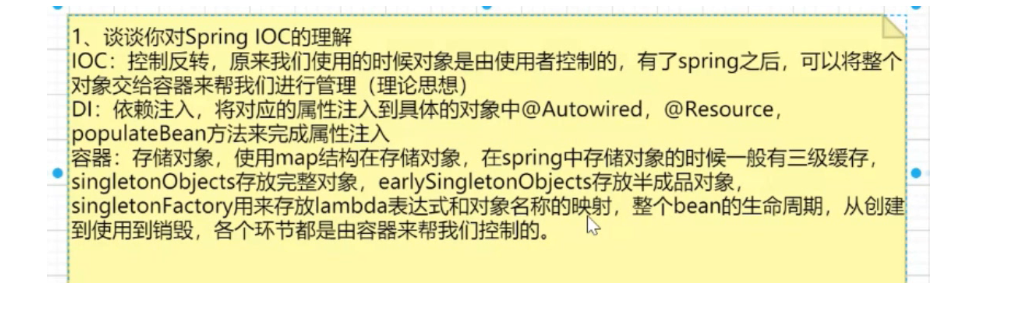 1、谈谈你对Spring IOC的理解
IOC：控制反转，原来我们使用的时候对象是由使用者控制的，有了spring之后，可以将整个
对象交给容器来帮我们进行管理（理论思想）
DI：依赖注入，将对应的属性注入到具体的对象中@Autowired，@Resource，
populateBean方法来完成属性注入
容器：存储对象，使用map结构在存储对象，在spring中存储对象的时候一般有三级缓存，
singletonObjects存放完整对象，earlySingletonObjects存放半成品对象，
singletonFactory用来存放lambda表达式和对象名称的映射，整个bean的生命周期，从创建
到使用到销毁，各个环节都是由容器来帮我们控制的。